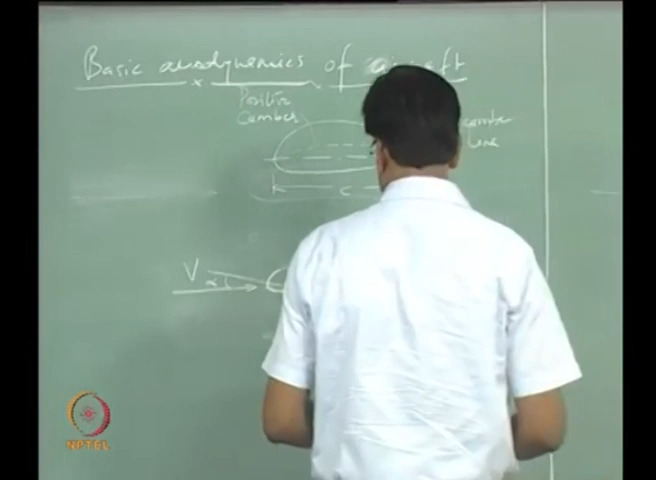 Basic aerodynamics of aircraft
Positive
Camber
camber
line
C
V
α
NPTEL